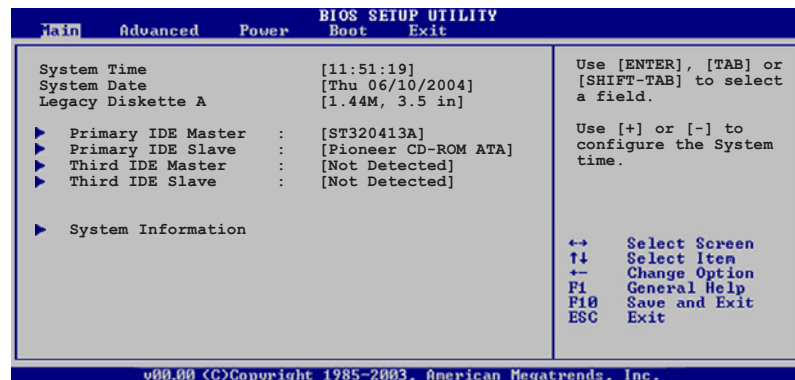 BIOS SETUP UTILITY
Main Advanced Power Boot Exit
System Time [11:51:19]
System Date [Thu 06/10/2004]
Legacy Diskette A [1.44M, 3.5 in]
Primary IDE Master : [ST320413A]
Primary IDE Slave : [Pioneer CD-ROM ATA]
Third IDE Master : [Not Detected]
Third IDE Slave : [Not Detected]
System Information
Use [ENTER], [TAB] or
[SHIFT-TAB] to select
a field.
Use [+] or [-] to
configure the System
time.
↔ Select Screen
↑↓ Select Item
+- Change Option
F1 General Help
F10 Save and Exit
ESC Exit
v00.00 (C)Copyright 1985-2003, American Megatrends, Inc.